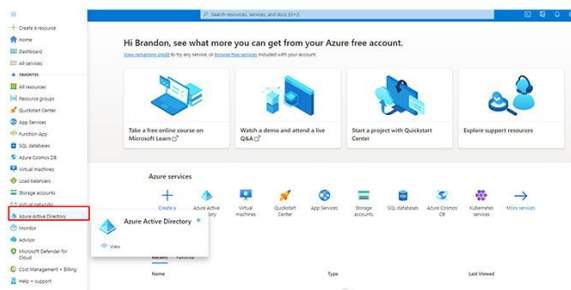 Search resources, services, and docs (G+/)
Create a resource
Home
Dashboard
All services
FAVORITES
All resources
Resource groups
Quickstart Center
App Services
Function App
SQL databases
Azure Cosmos DB
Virtual machines
Load balancers
Storage accounts
Virtual networks
Azure Active Directory
Monitor
Advisor
Microsoft Defender for
Cloud
Cost Management + Billing
Help + support
Hi Brandon, see what more you can get from your Azure free account.
View remaining credit to try any service, or browse free services included with your account.
Take a free online course on
Microsoft Learn
Watch a demo and attend a live
Q&A
Start a project with Quickstart
Center
Explore support resources
Azure services
Create a
Azure Active
Virtual
machines
Quickstart
Center
App Services
Storage
accounts
SQL databases
Azure Cosmos
DB
Kubernetes
services
More services
Azure Active Directory
View
Recent
Favorite
Name
Type
Last Viewed